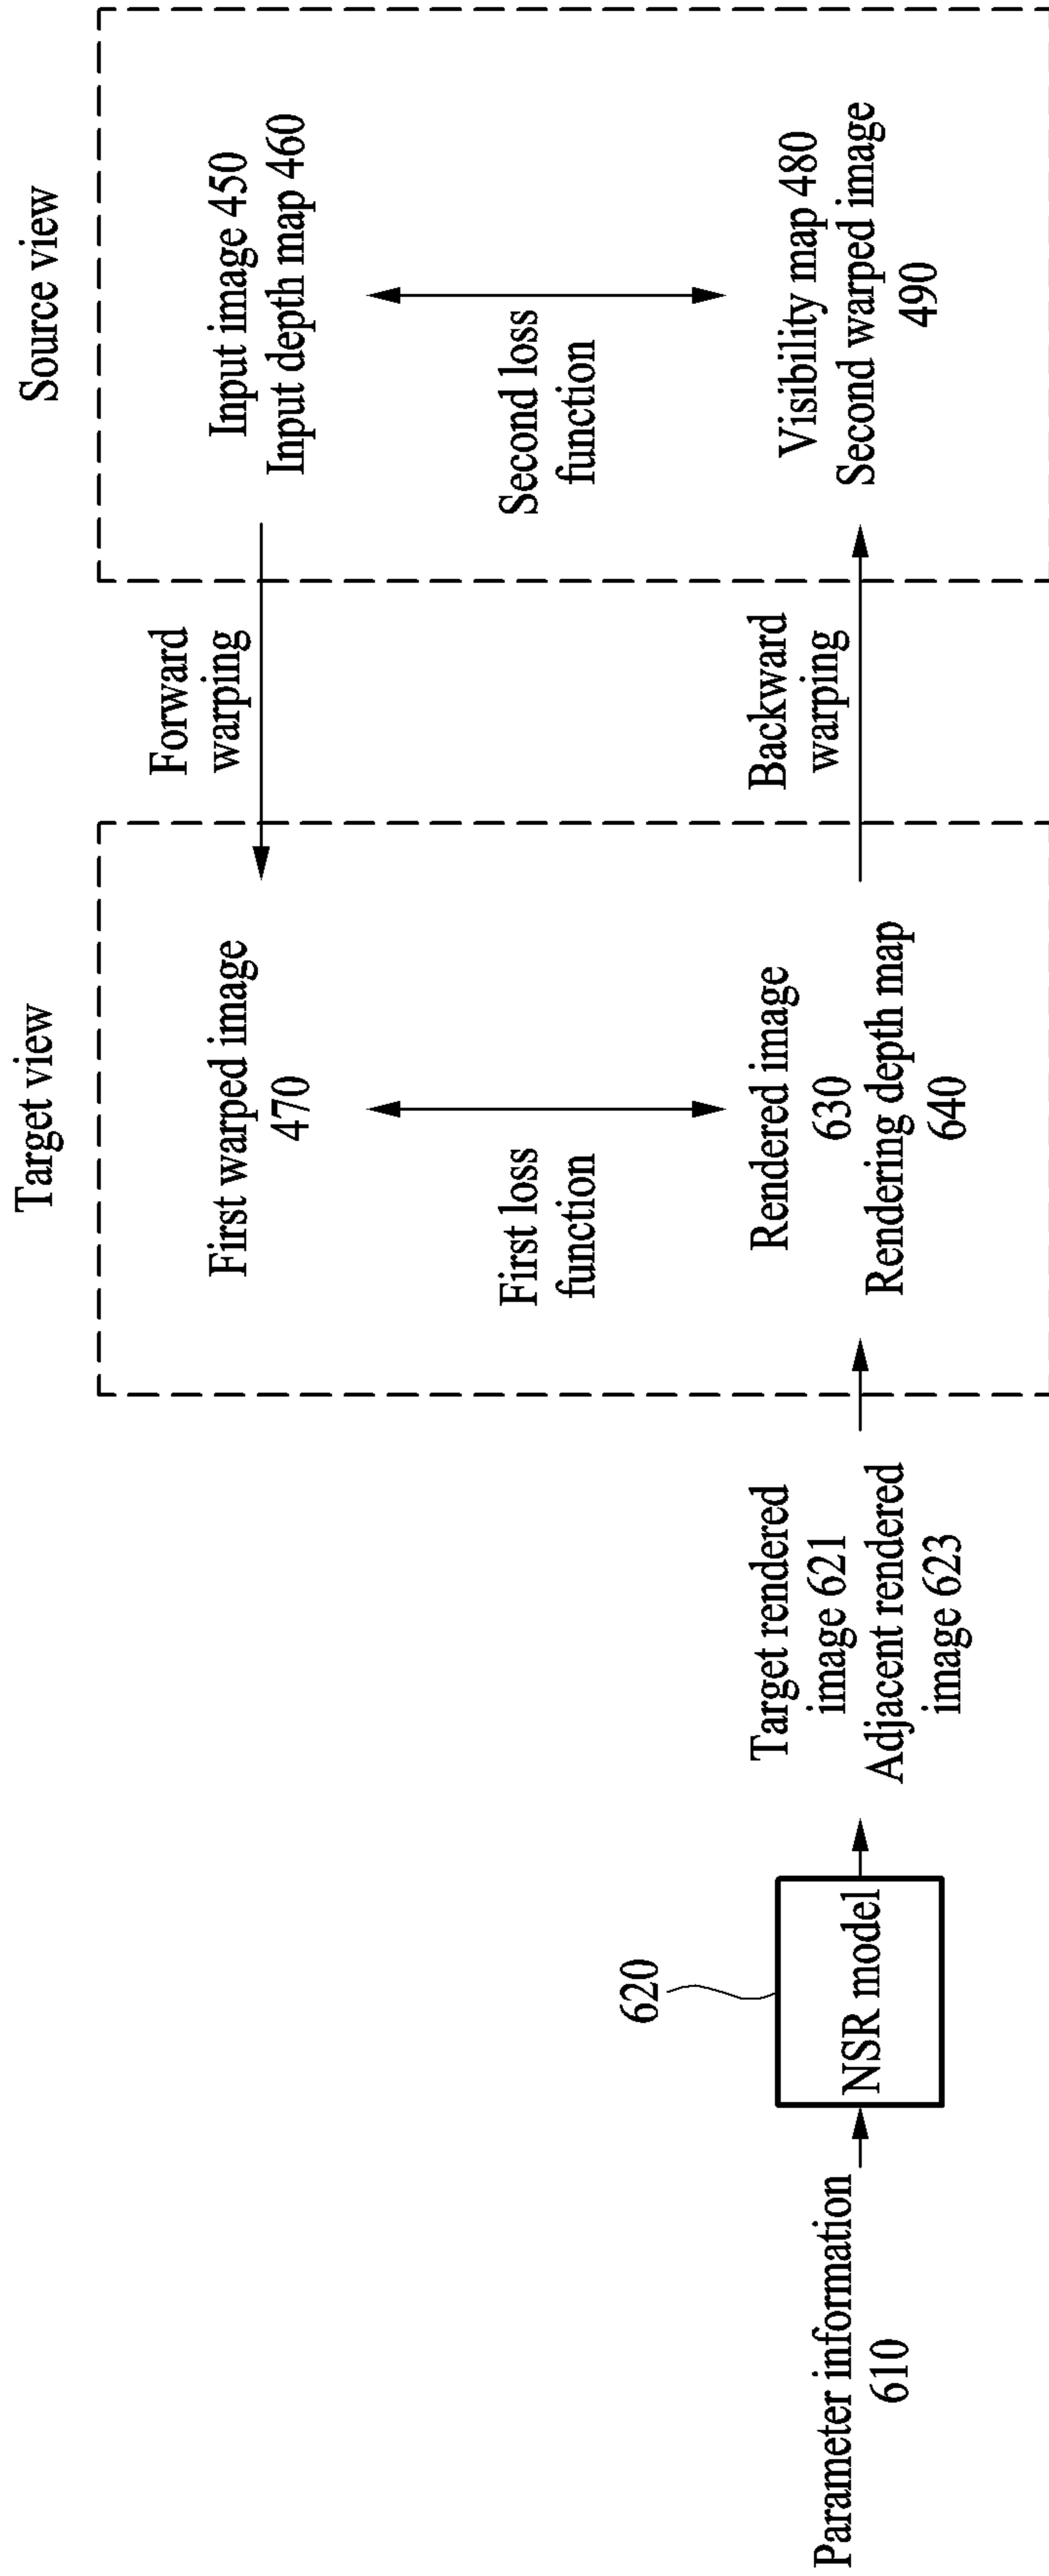 Target view
Source view
First warped image
470
Forward
warping
Input image 450
Input depth map 460
First loss
function
Second loss
function
620
Parameter information
610
NSR model
Target rendered
image 621
Adjacent rendered
image 623
Rendered image
630
Rendering depth map
640
Backward
warping
Visibility map 480
Second warped image
490